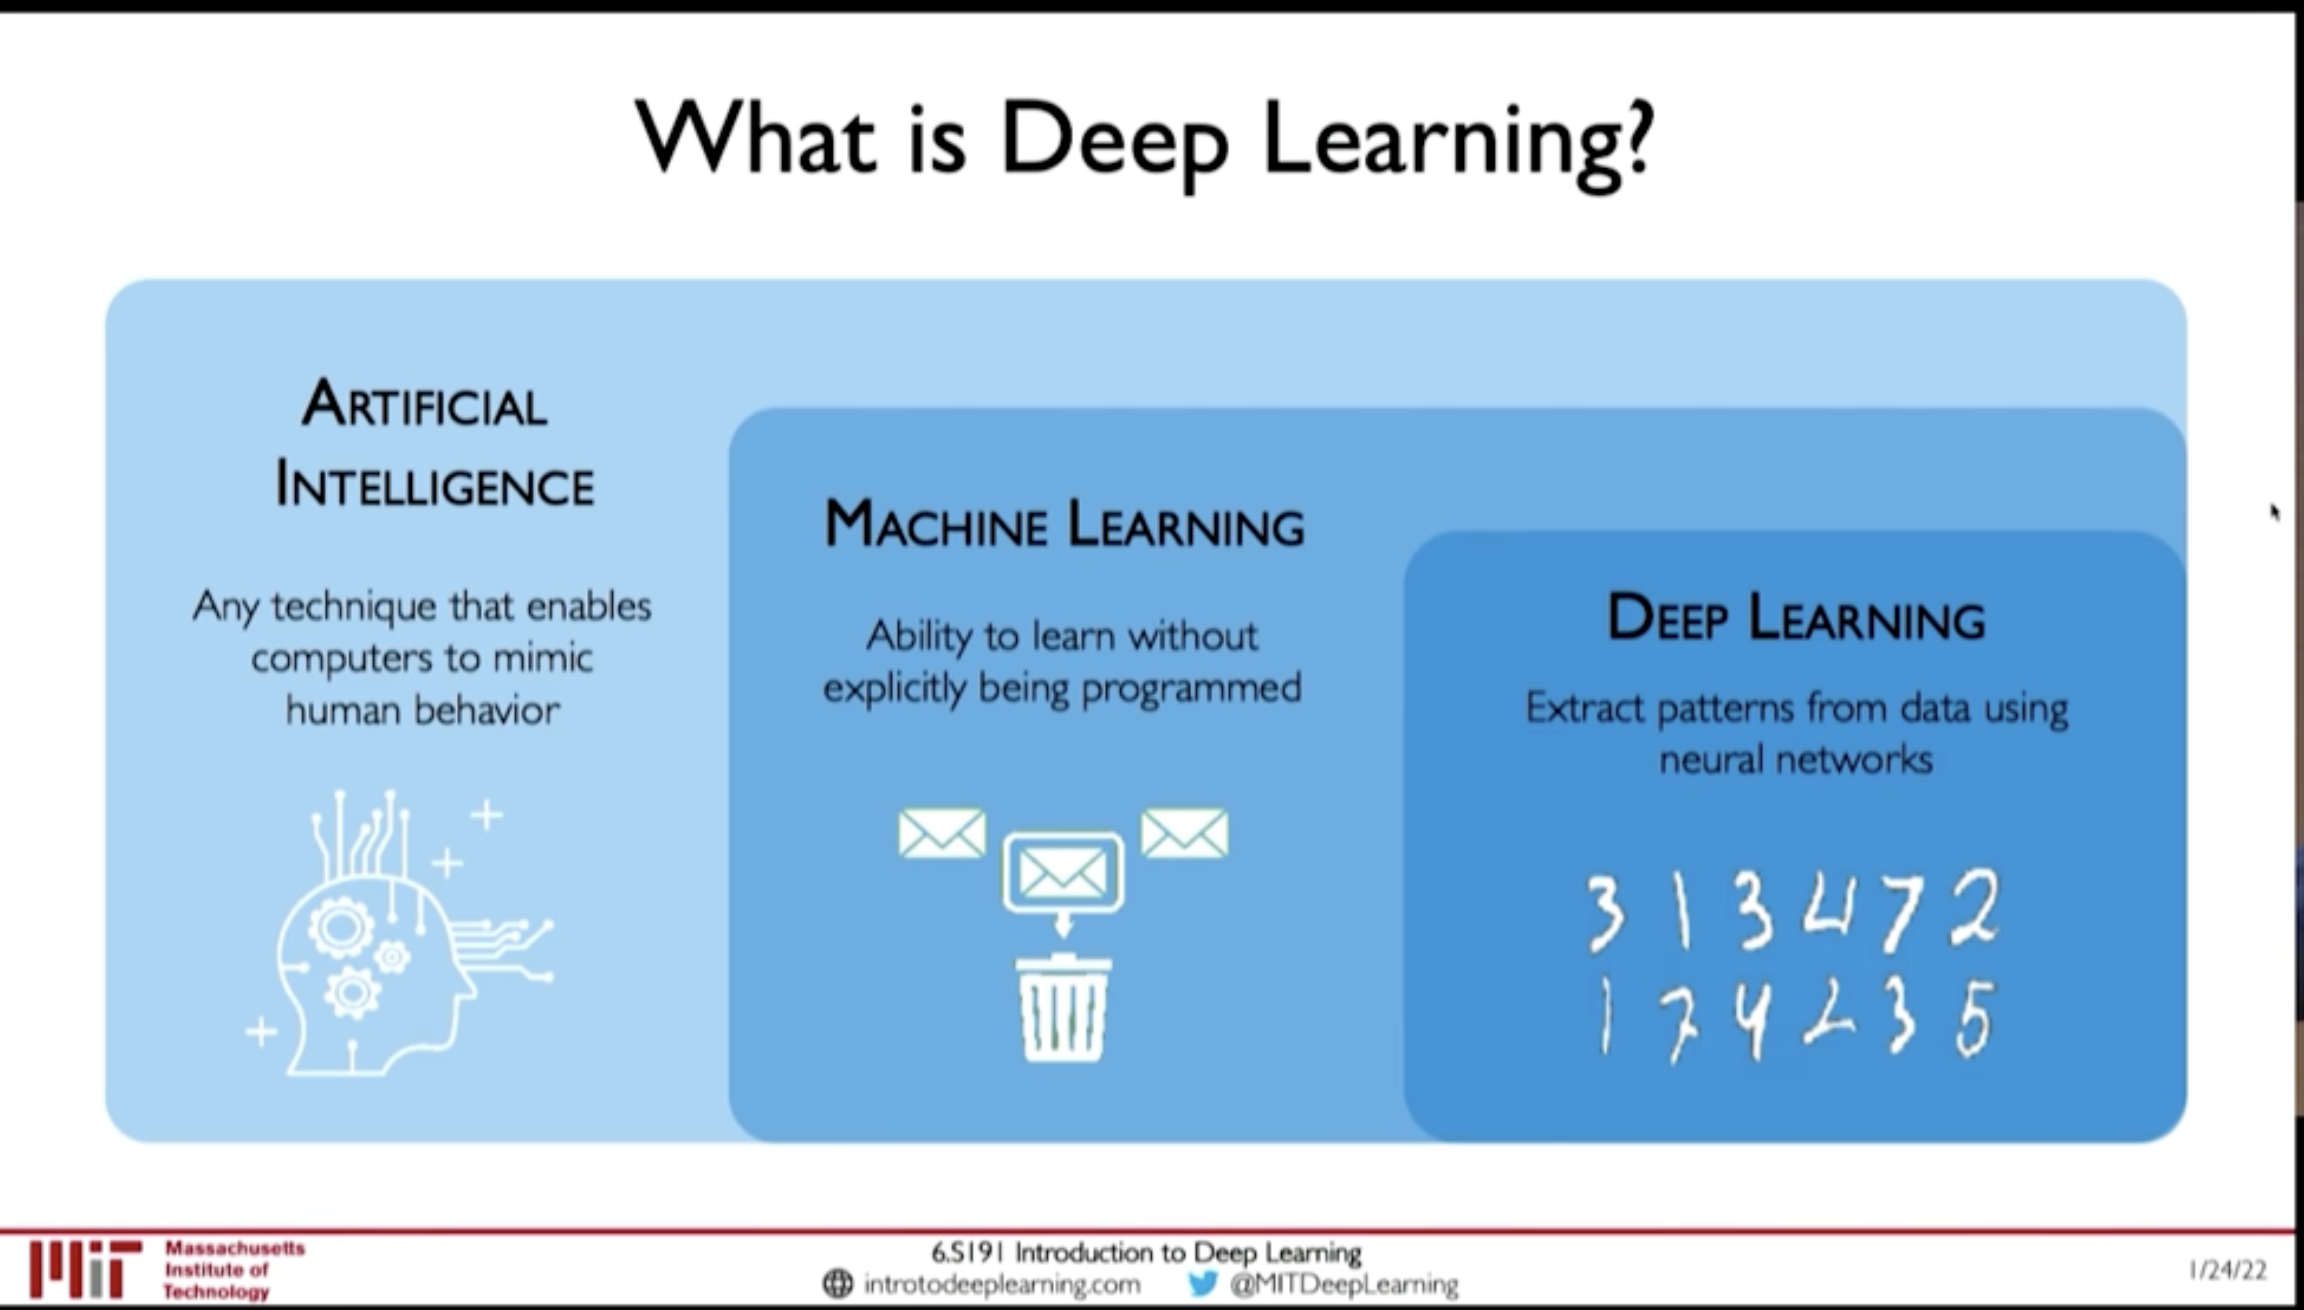 What is Deep Learning?
ARTIFICIAL
INTELLIGENCE
Any technique that enables
computers to mimic
human behavior
MACHINE LEARNING
Ability to learn without
explicitly being programmed
DEEP LEARNING
Extract patterns from data using
neural networks
3 1 3 4 7 2
1 7 4 2 3 5
MiT
Massachusetts
Institute of
Technology
6.S191 Introduction to Deep Learning
introtodeeplearning.com @MITDeepLearning
1/24/22